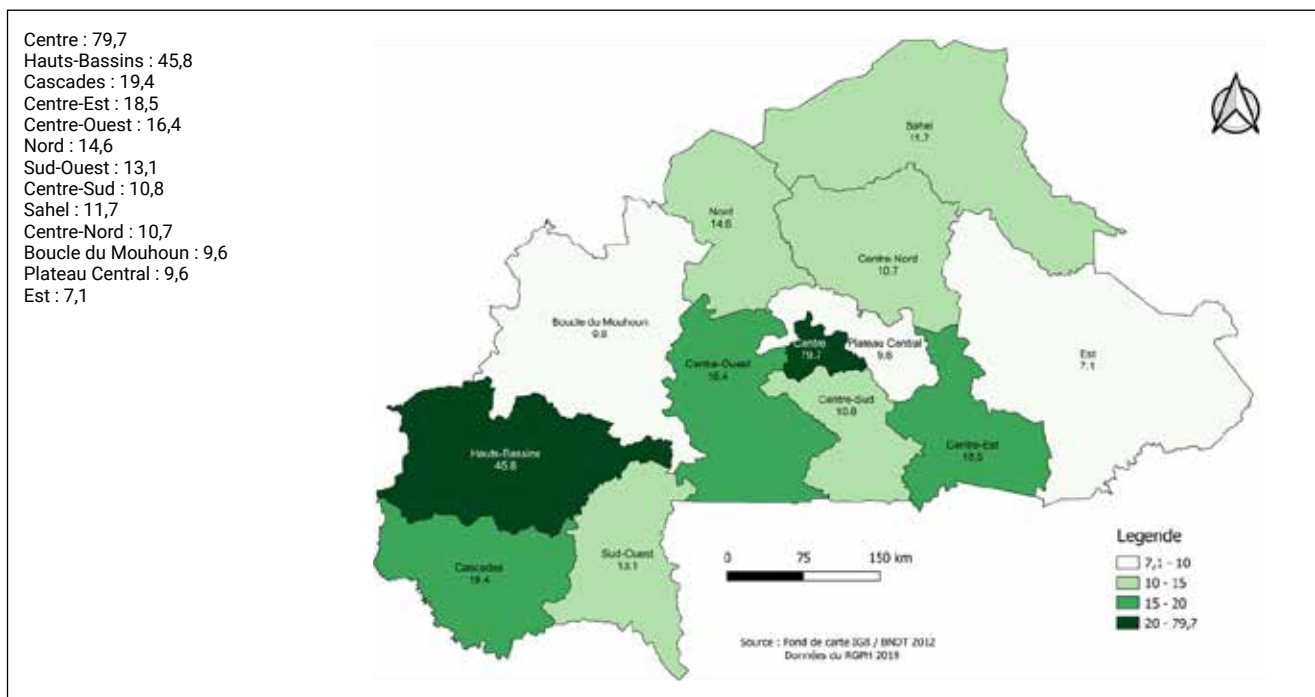 Centre : 79,7
Hauts-Bassins : 45,8
Cascades : 19,4
Centre-Est : 18,5
Centre-Ouest : 16,4
Nord : 14,6
Sud-Ouest : 13,1
Centre-Sud : 10,8
Sahel : 11,7
Centre-Nord : 10,7
Boucle du Mouhoun : 9,6
Plateau Central : 9,6
Est : 7,1
Sahel
11.7
Nord
14.6
Centre-Nord
10.7
Boucle du Mouhoun
9.6
Centre
79.7
Plateau Central
9.6
Est
7.1
Centre-Ouest
16.4
Centre-Sud
10.8
Centre-Est
18.5
Hauts-Bassins
45.8
Sud-Ouest
13.1
Cascades
19.4
0 75 150 km
Legende
7,1 - 10
10 - 15
15 - 20
20 - 79,7
Source : Fond de carte IGB / BNDT 2012
Données du RGPH 2019